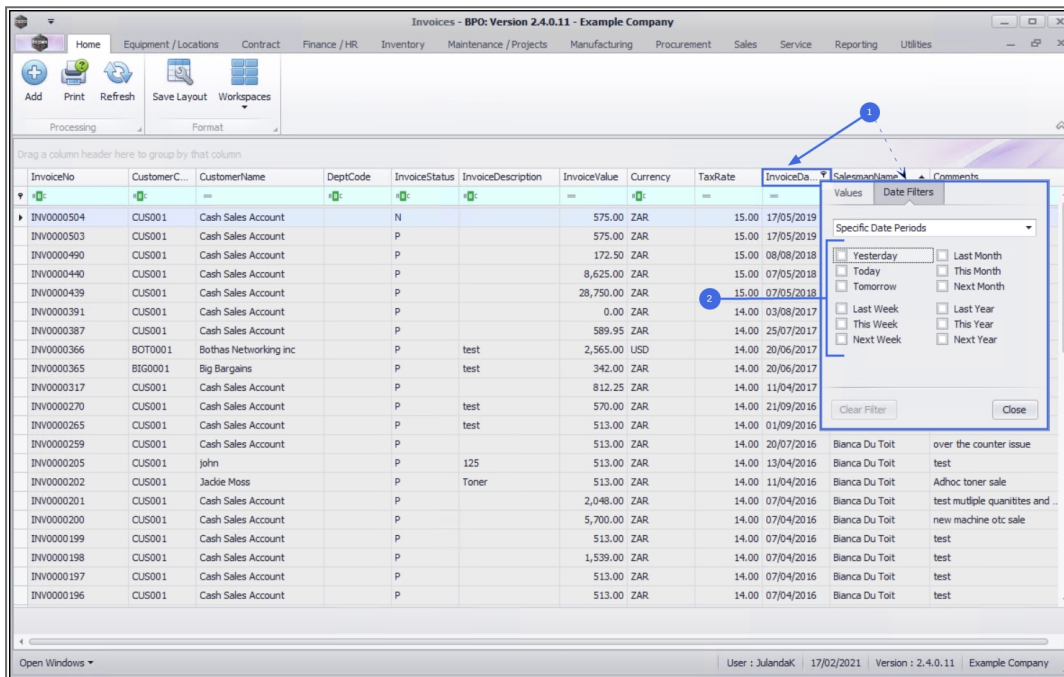 Invoices - BPO: Version 2.4.0.11 - Example Company
Home Equipment / Locations Contract Finance / HR Inventory Maintenance / Projects Manufacturing Procurement Sales Service Reporting Utilities
Add Print Refresh Save Layout Workspaces
Processing Format
1
Drag a column header here to group by that column
InvoiceNo CustomerC... CustomerName DeptCode InvoiceStatus InvoiceDescription InvoiceValue Currency TaxRate InvoiceDa... SalesmanName Comments
INV0000504 CUS001 Cash Sales Account N 575.00 ZAR 15.00 17/05/2019
INV0000503 CUS001 Cash Sales Account P 575.00 ZAR 15.00 17/05/2019
INV0000490 CUS001 Cash Sales Account P 172.50 ZAR 15.00 08/08/2018
INV0000440 CUS001 Cash Sales Account P 8,625.00 ZAR 15.00 07/05/2018
INV0000439 CUS001 Cash Sales Account P 28,750.00 ZAR 15.00 07/05/2018
INV0000391 CUS001 Cash Sales Account P 0.00 ZAR 14.00 03/08/2017
INV0000387 CUS001 Cash Sales Account P 589.95 ZAR 14.00 25/07/2017
INV0000366 BOT0001 Bothas Networking inc P test 2,565.00 USD 14.00 20/06/2017
INV0000365 BIG0001 Big Bargains P test 342.00 ZAR 14.00 20/06/2017
INV0000317 CUS001 Cash Sales Account P 812.25 ZAR 14.00 11/04/2017
INV0000270 CUS001 Cash Sales Account P test 570.00 ZAR 14.00 21/09/2016
INV0000265 CUS001 Cash Sales Account P test 513.00 ZAR 14.00 01/09/2016
INV0000259 CUS001 Cash Sales Account P 513.00 ZAR 14.00 20/07/2016 Bianca Du Toit over the counter issue
INV0000205 CUS001 john P 125 513.00 ZAR 14.00 13/04/2016 Bianca Du Toit test
INV0000202 CUS001 Jackie Moss P Toner 513.00 ZAR 14.00 11/04/2016 Bianca Du Toit Adhoc toner sale
INV0000201 CUS001 Cash Sales Account P 2,048.00 ZAR 14.00 07/04/2016 Bianca Du Toit test mutliple quanitites and ..
INV0000200 CUS001 Cash Sales Account P 5,700.00 ZAR 14.00 07/04/2016 Bianca Du Toit new machine otc sale
INV0000199 CUS001 Cash Sales Account P 513.00 ZAR 14.00 07/04/2016 Bianca Du Toit test
INV0000198 CUS001 Cash Sales Account P 1,539.00 ZAR 14.00 07/04/2016 Bianca Du Toit test
INV0000197 CUS001 Cash Sales Account P 513.00 ZAR 14.00 07/04/2016 Bianca Du Toit test
INV0000196 CUS001 Cash Sales Account P 513.00 ZAR 14.00 07/04/2016 Bianca Du Toit test
Values Date Filters
Specific Date Periods
Yesterday Last Month
Today This Month
Tomorrow Next Month
2
Last Week Last Year
This Week This Year
Next Week Next Year
Clear Filter Close
Open Windows User : JulandaK 17/02/2021 Version : 2.4.0.11 Example Company